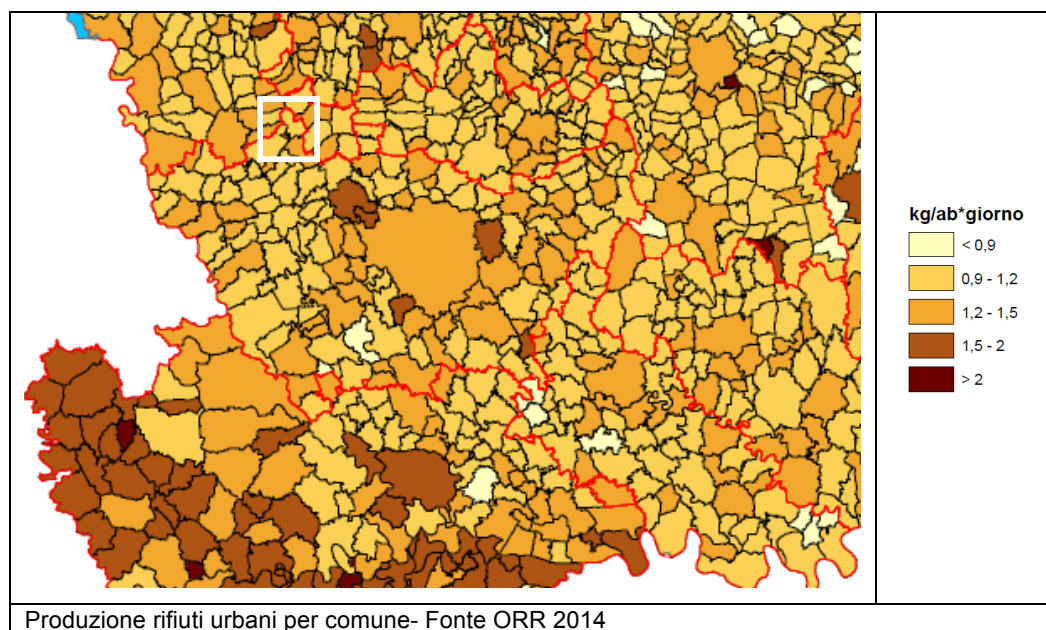 kg/ab*giorno
< 0,9
0,9 - 1,2
1,2 - 1,5
1,5 - 2
> 2
Produzione rifiuti urbani per comune- Fonte ORR 2014